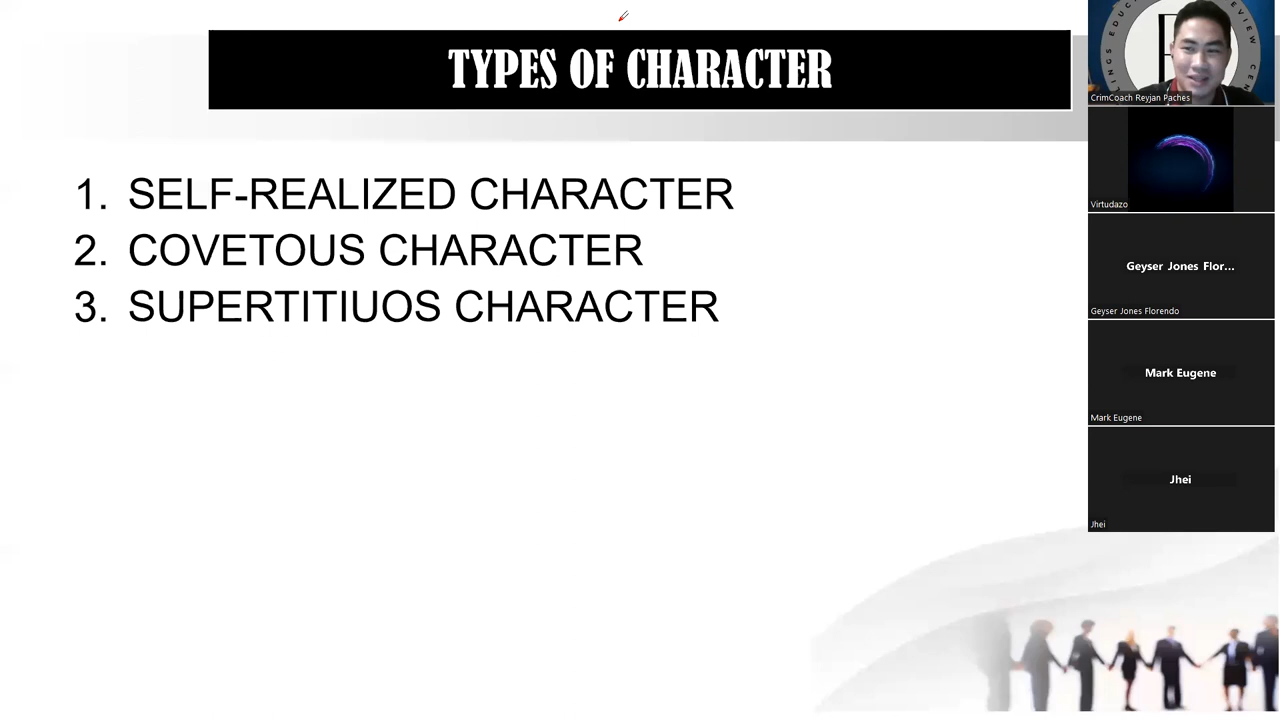 TYPES OF CHARACTER
1. SELF-REALIZED CHARACTER
2. COVETOUS CHARACTER
3. SUPERTITIUOS CHARACTER
CrimCoach Reyjan Paches
Virtudazo
Geyser Jones Flor...
Geyser Jones Florendo
Mark Eugene
Mark Eugene
Jhei
Jhei